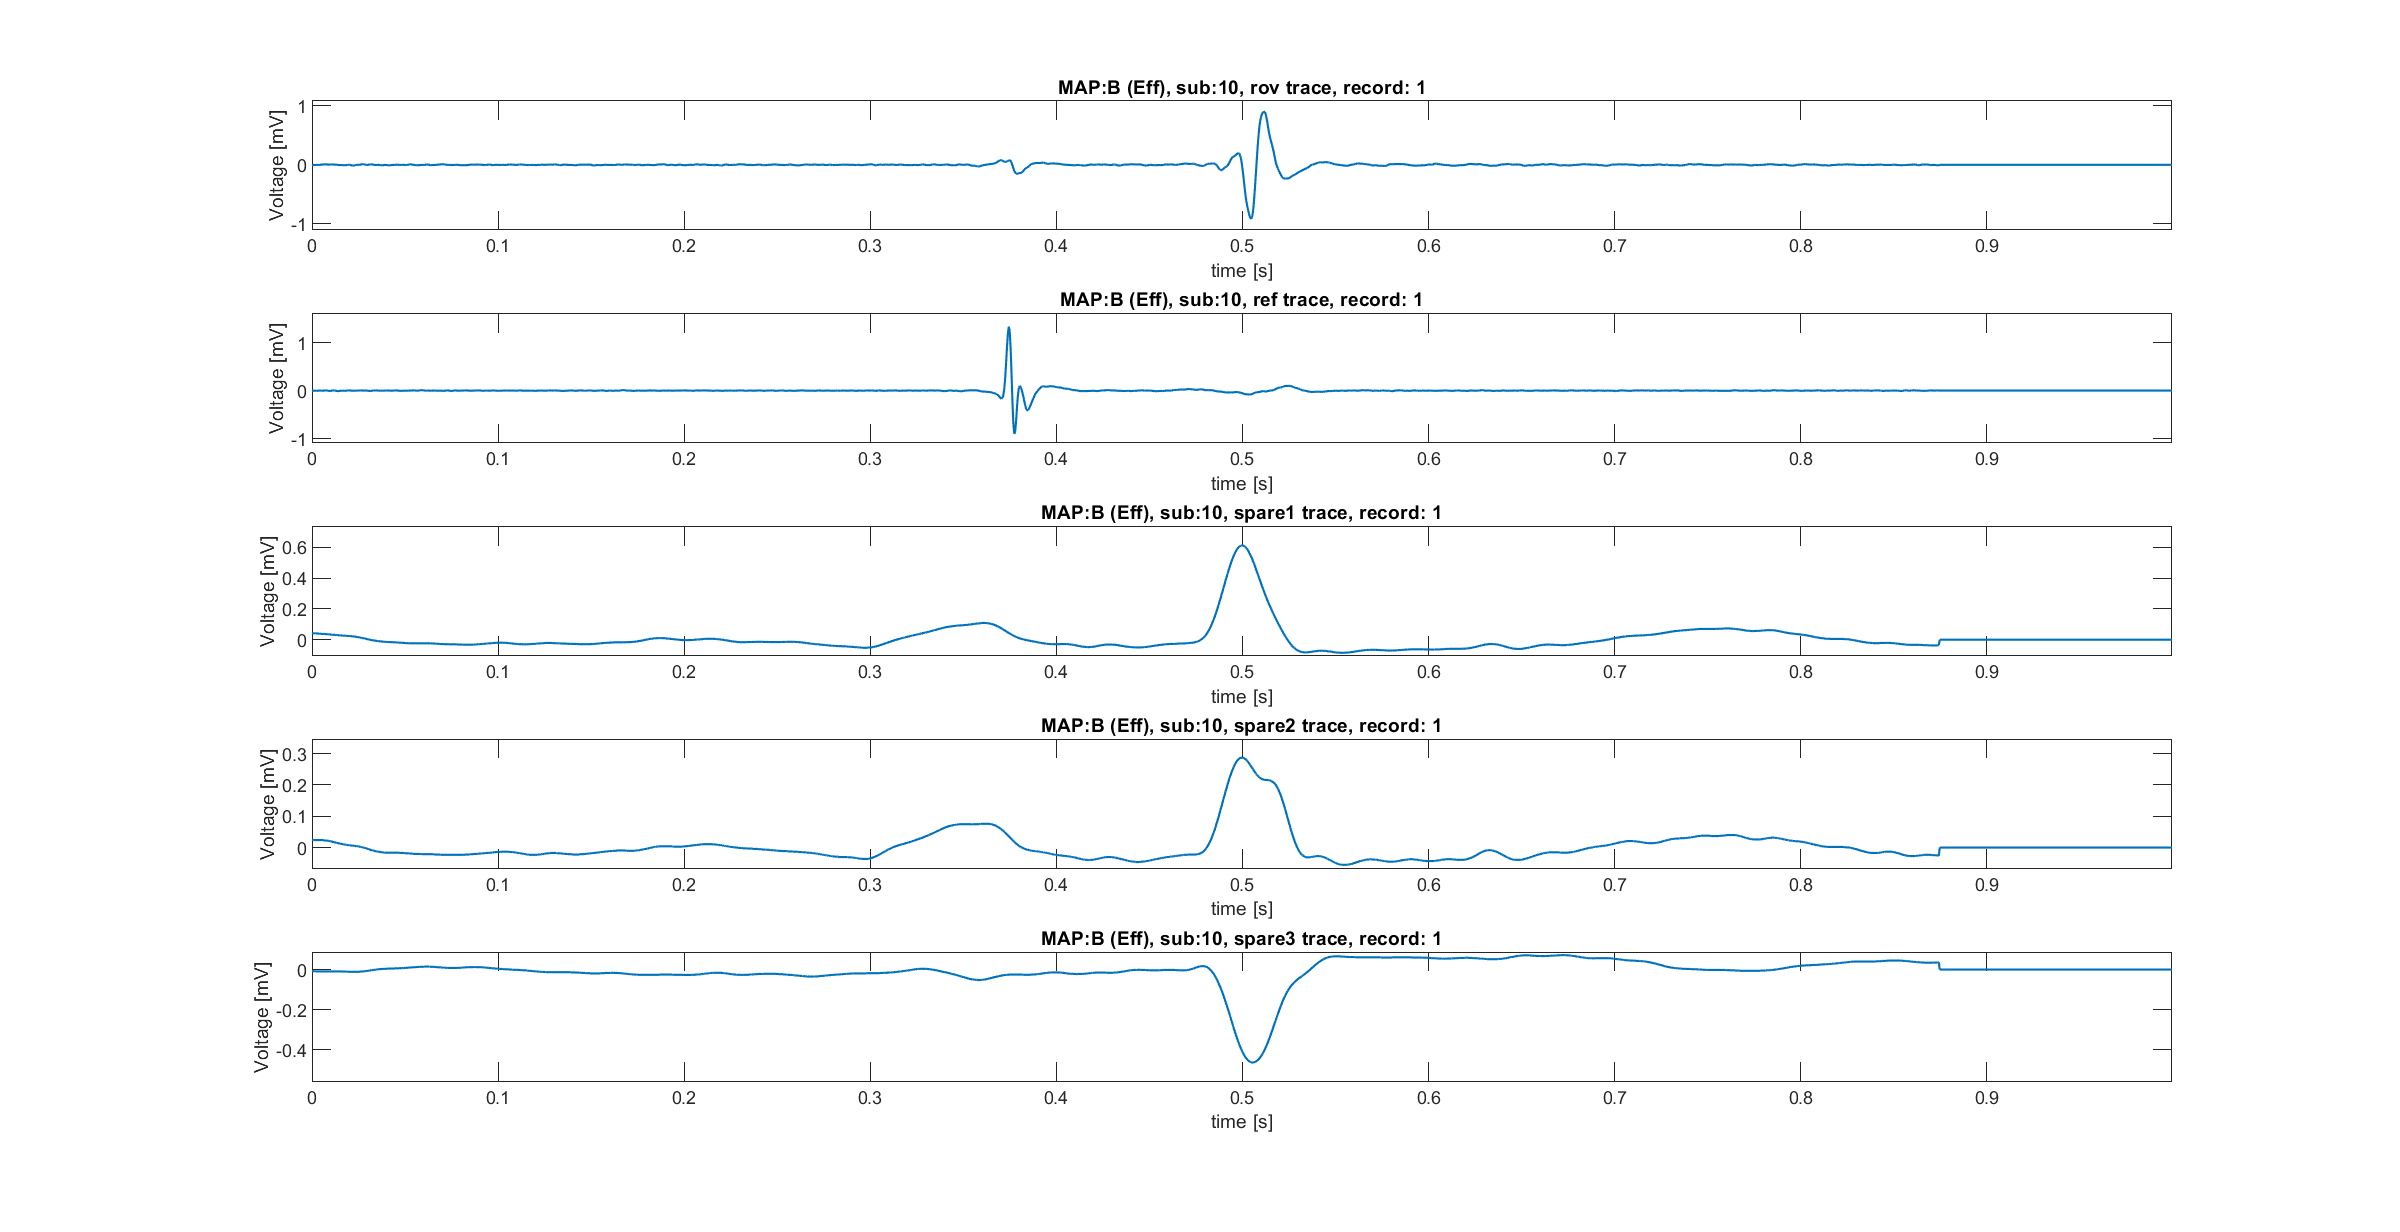 MAP:B (Eff), sub:10, rov trace, record: 1
Voltage [mV]
1
0
-1
0 0.1 0.2 0.3 0.4 0.5 0.6 0.7 0.8 0.9
time [s]
MAP:B (Eff), sub:10, ref trace, record: 1
Voltage [mV]
1
0
-1
0 0.1 0.2 0.3 0.4 0.5 0.6 0.7 0.8 0.9
time [s]
MAP:B (Eff), sub:10, spare1 trace, record: 1
Voltage [mV]
0.6
0.4
0.2
0
0 0.1 0.2 0.3 0.4 0.5 0.6 0.7 0.8 0.9
time [s]
MAP:B (Eff), sub:10, spare2 trace, record: 1
Voltage [mV]
0.3
0.2
0.1
0
0 0.1 0.2 0.3 0.4 0.5 0.6 0.7 0.8 0.9
time [s]
MAP:B (Eff), sub:10, spare3 trace, record: 1
Voltage [mV]
0
-0.2
-0.4
0 0.1 0.2 0.3 0.4 0.5 0.6 0.7 0.8 0.9
time [s]